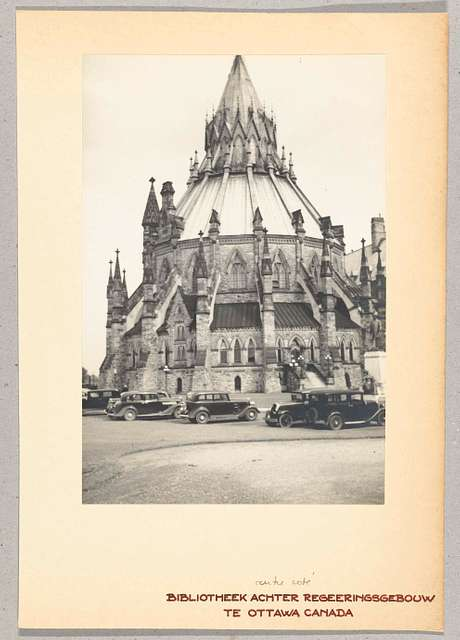 BIBLIOTHEEK ACHTER REGEERINGSGEBOUW
TE OTTAWA CANADA